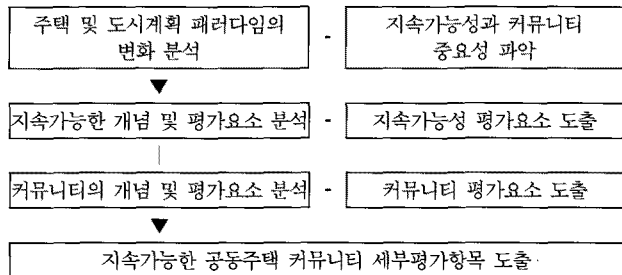 주택 및 도시계획 패러다임의
변화 분석
-
지속가능성과 커뮤니티
중요성 파악
지속가능한 개념 및 평가요소 분석
-
지속가능성 평가요소 도출
커뮤니티의 개념 및 평가요소 분석
-
커뮤니티 평가요소 도출
지속가능한 공동주택 커뮤니티 세부평가항목 도출